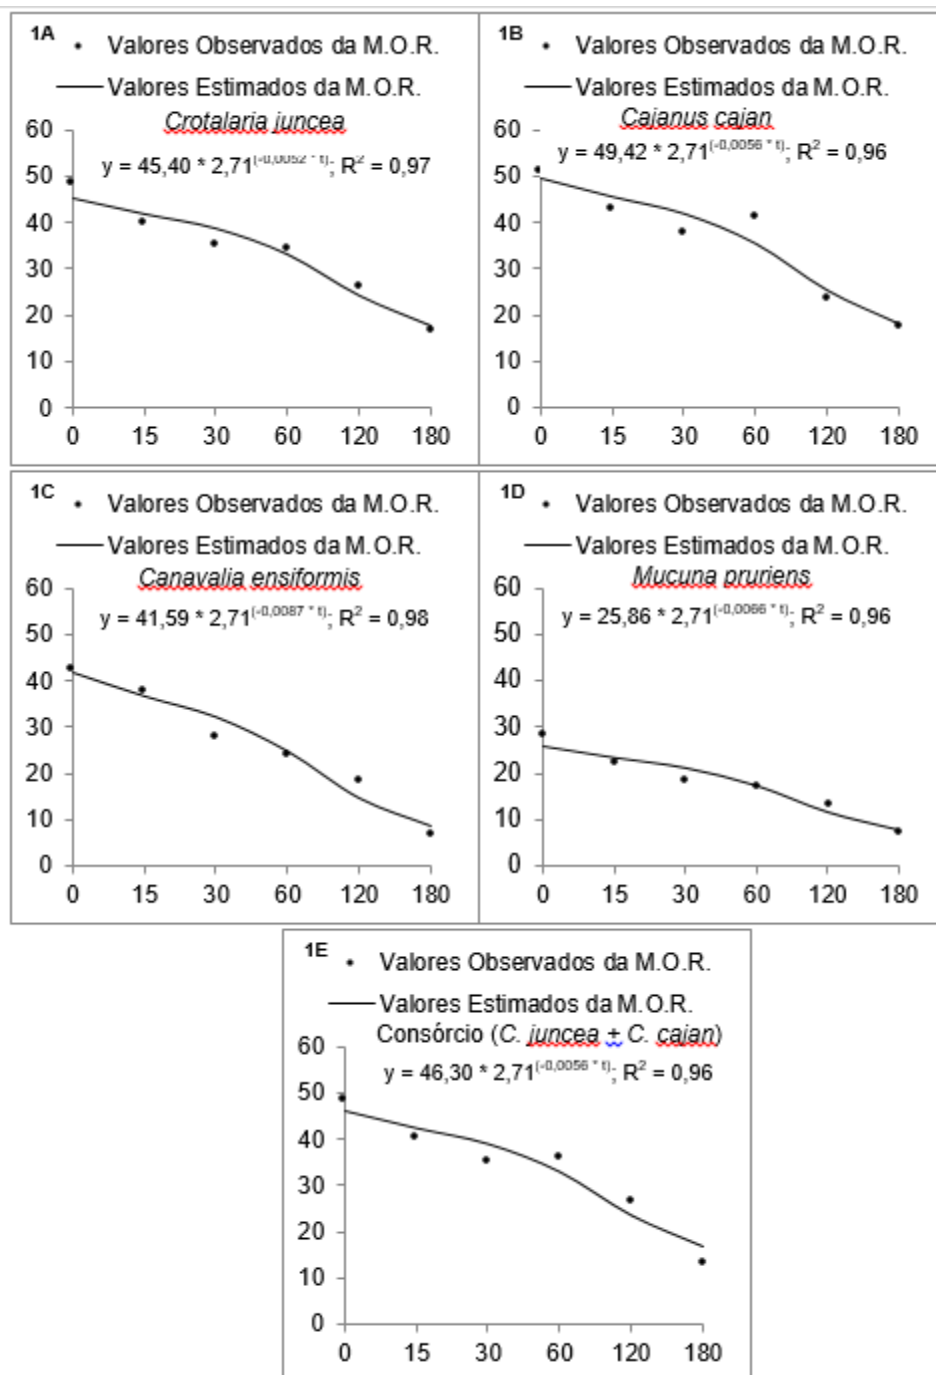 1A
Valores Observados da M.O.R.
Valores Estimados da M.O.R.
Crotalaria juncea
y = 45,40 * 2,71(-0,0052 * t); R2 = 0,97
60
50
40
30
20
10
0
0 15 30 60 120 180
1B
Valores Observados da M.O.R.
Valores Estimados da M.O.R.
Cajanus cajan
y = 49,42 * 2,71(-0,0056 * t); R2 = 0,96
60
50
40
30
20
10
0
0 15 30 60 120 180
1C
Valores Observados da M.O.R.
Valores Estimados da M.O.R.
Canavalia ensiformis
y = 41,59 * 2,71(-0,0087 * t); R2 = 0,98
60
50
40
30
20
10
0
0 15 30 60 120 180
1D
Valores Observados da M.O.R.
Valores Estimados da M.O.R.
Mucuna pruriens
y = 25,86 * 2,71(-0,0066 * t); R2 = 0,96
60
50
40
30
20
10
0
0 15 30 60 120 180
1E
Valores Observados da M.O.R.
Valores Estimados da M.O.R.
Consórcio (C. juncea + C. cajan)
y = 46,30 * 2,71(-0,0056 * t); R2 = 0,96
60
50
40
30
20
10
0
0 15 30 60 120 180